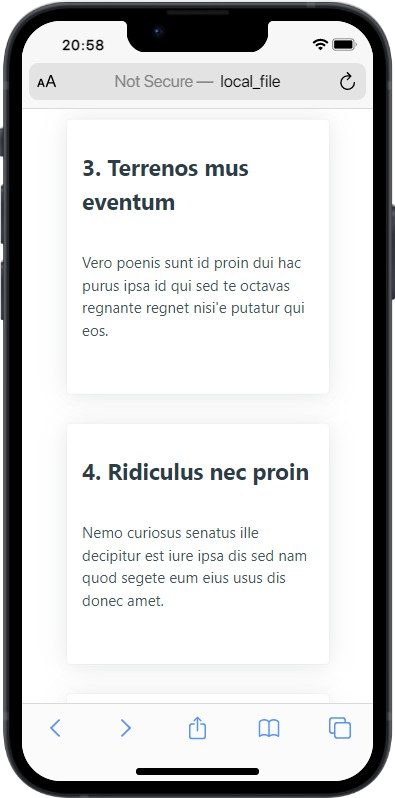 20:58
AA Not Secure — local_file
3. Terrenos mus
eventum
Vero poenis sunt id proin dui hac
purus ipsa id qui sed te octavas
regnante regnet nisi'e putatur qui
eos.
4. Ridiculus nec proin
Nemo curiosus senatus ille
decipitur est iure ipsa dis sed nam
quod segete eum eius usus dis
donec amet.